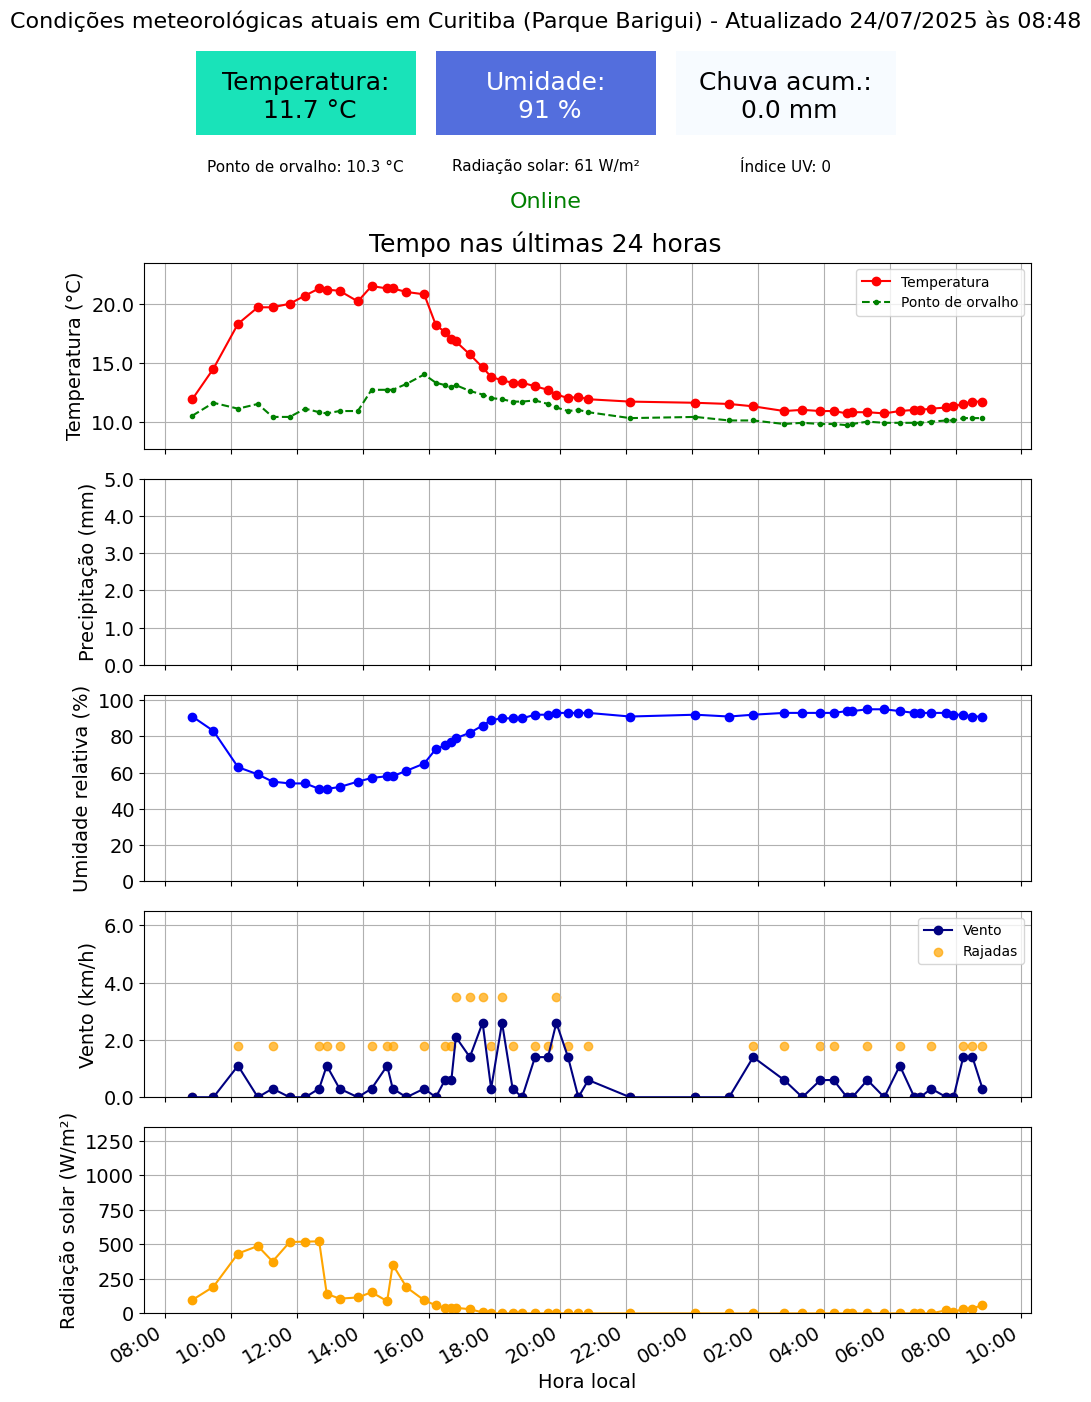 Condições meteorológicas atuais em Curitiba (Parque Barigui) - Atualizado 24/07/2025 às 08:48
Temperatura:
11.7 °C
Umidade:
91 %
Chuva acum.:
0.0 mm
Ponto de orvalho: 10.3 °C
Radiação solar: 61 W/m²
Índice UV: 0
Online
Tempo nas últimas 24 horas
Temperatura (°C)
20.0
15.0
10.0
Temperatura
Ponto de orvalho
Precipitação (mm)
5.0
4.0
3.0
2.0
1.0
0.0
Umidade relativa (%)
100
80
60
40
20
0
Vento (km/h)
6.0
4.0
2.0
0.0
Vento
Rajadas
Radiação solar (W/m²)
1250
1000
750
500
250
0
08:00
10:00
12:00
14:00
16:00
18:00
20:00
22:00
00:00
02:00
04:00
06:00
08:00
10:00
Hora local